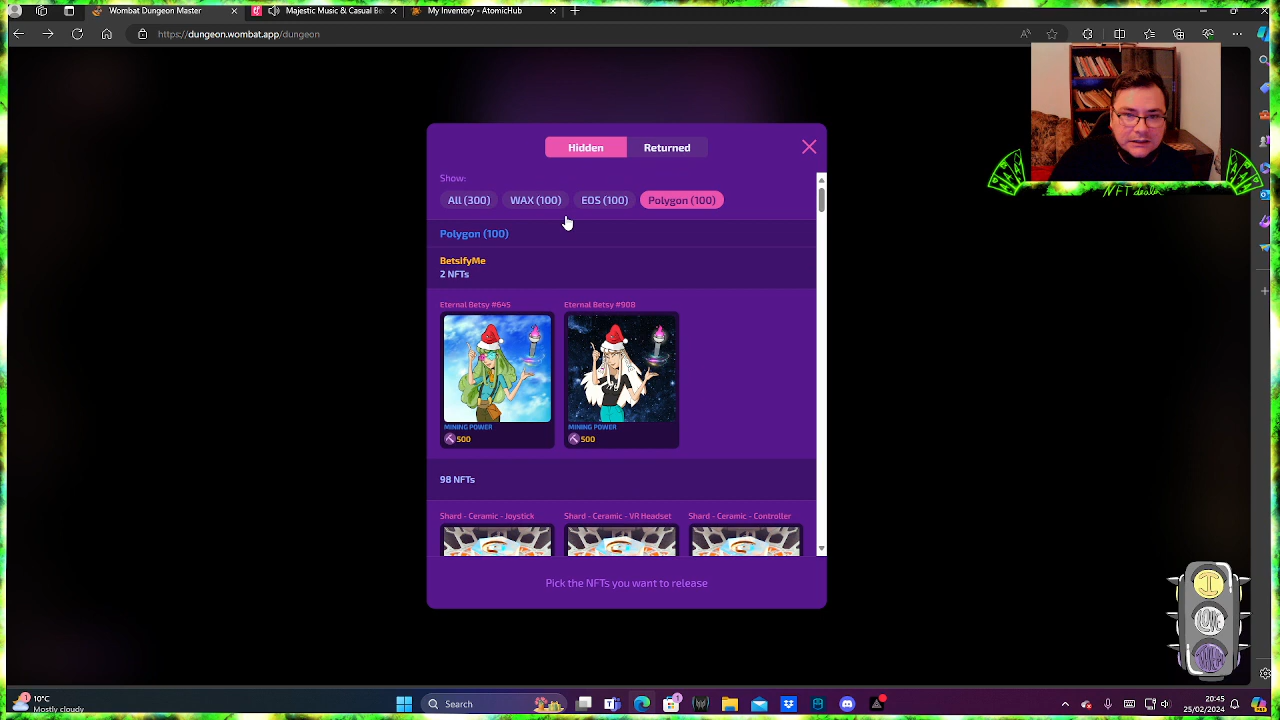 Wombat Dungeon Master
Majestic Music & Casual Be
My Inventory - AtomicHub
https://dungeon.wombat.app/dungeon
Hidden
Returned
Show:
All (300)
WAX (100)
EOS (100)
Polygon (100)
Polygon (100)
BetsifyMe
2 NFTs
Eternal Betsy #645
Eternal Betsy #908
MINING POWER
500
MINING POWER
500
98 NFTs
Shard - Ceramic - Joystick
Shard - Ceramic - VR Headset
Shard - Ceramic - Controller
Pick the NFTs you want to release
NFT dealer
I
LOVE
10°C
Mostly cloudy
Search
20:45
25/02/2024